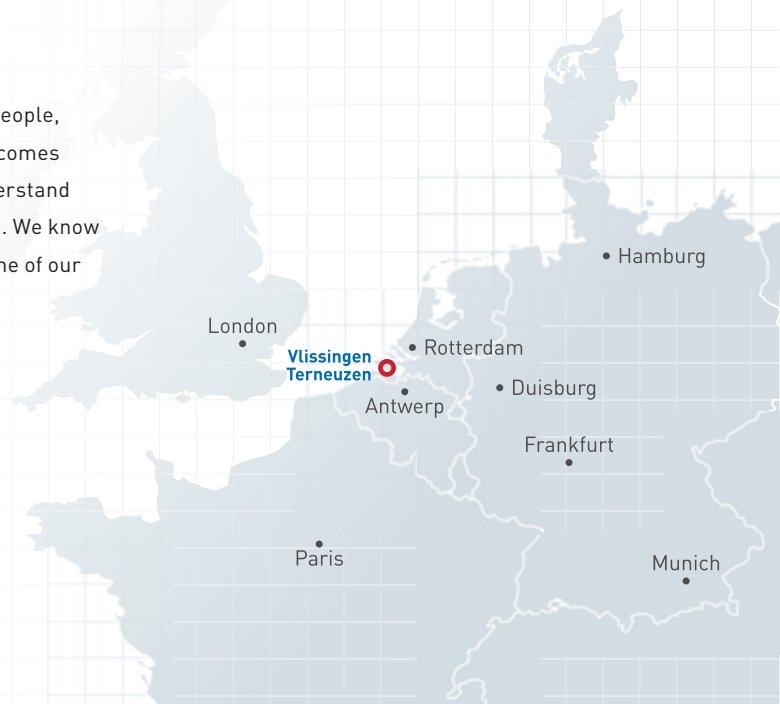 eople,
comes
erstand
. We know
ne of our
Hamburg
London
Rotterdam
Vlissingen
Terneuzen
Duisburg
Antwerp
Frankfurt
Paris
Munich